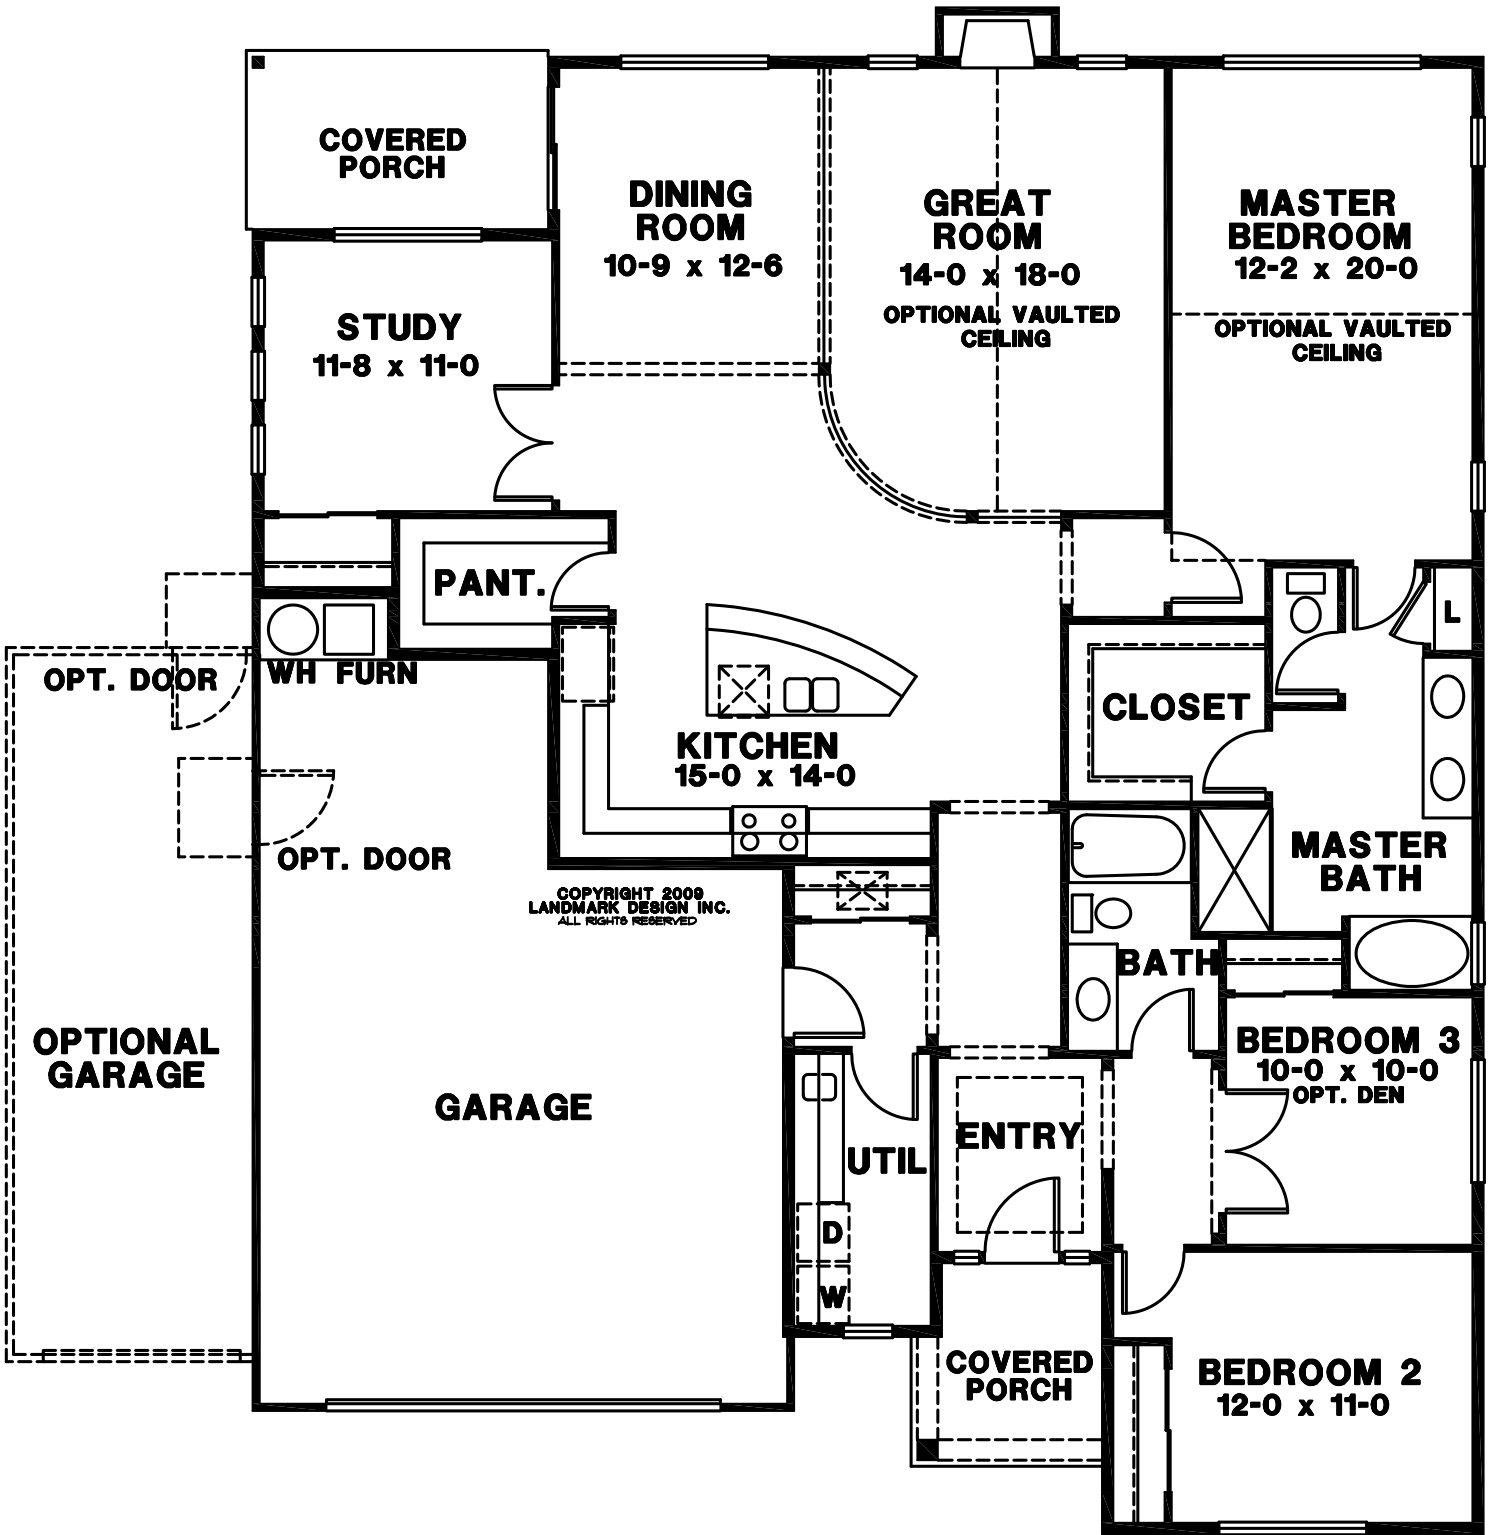 COVERED
PORCH
DINING
ROOM
10-9 x 12-6
GREAT
ROOM
14-0 x 18-0
OPTIONAL VAULTED
CEILING
MASTER
BEDROOM
12-2 x 20-0
OPTIONAL VAULTED
CEILING
STUDY
11-8 x 11-0
PANT.
L
OPT. DOOR
WH FURN
CLOSET
KITCHEN
15-0 x 14-0
OPT. DOOR
MASTER
BATH
COPYRIGHT 2009
LANDMARK DESIGN INC.
ALL RIGHTS RESERVED
BATH
OPTIONAL
GARAGE
BEDROOM 3
10-0 x 10-0
OPT. DEN
GARAGE
ENTRY
UTIL
D
W
COVERED
PORCH
BEDROOM 2
12-0 x 11-0